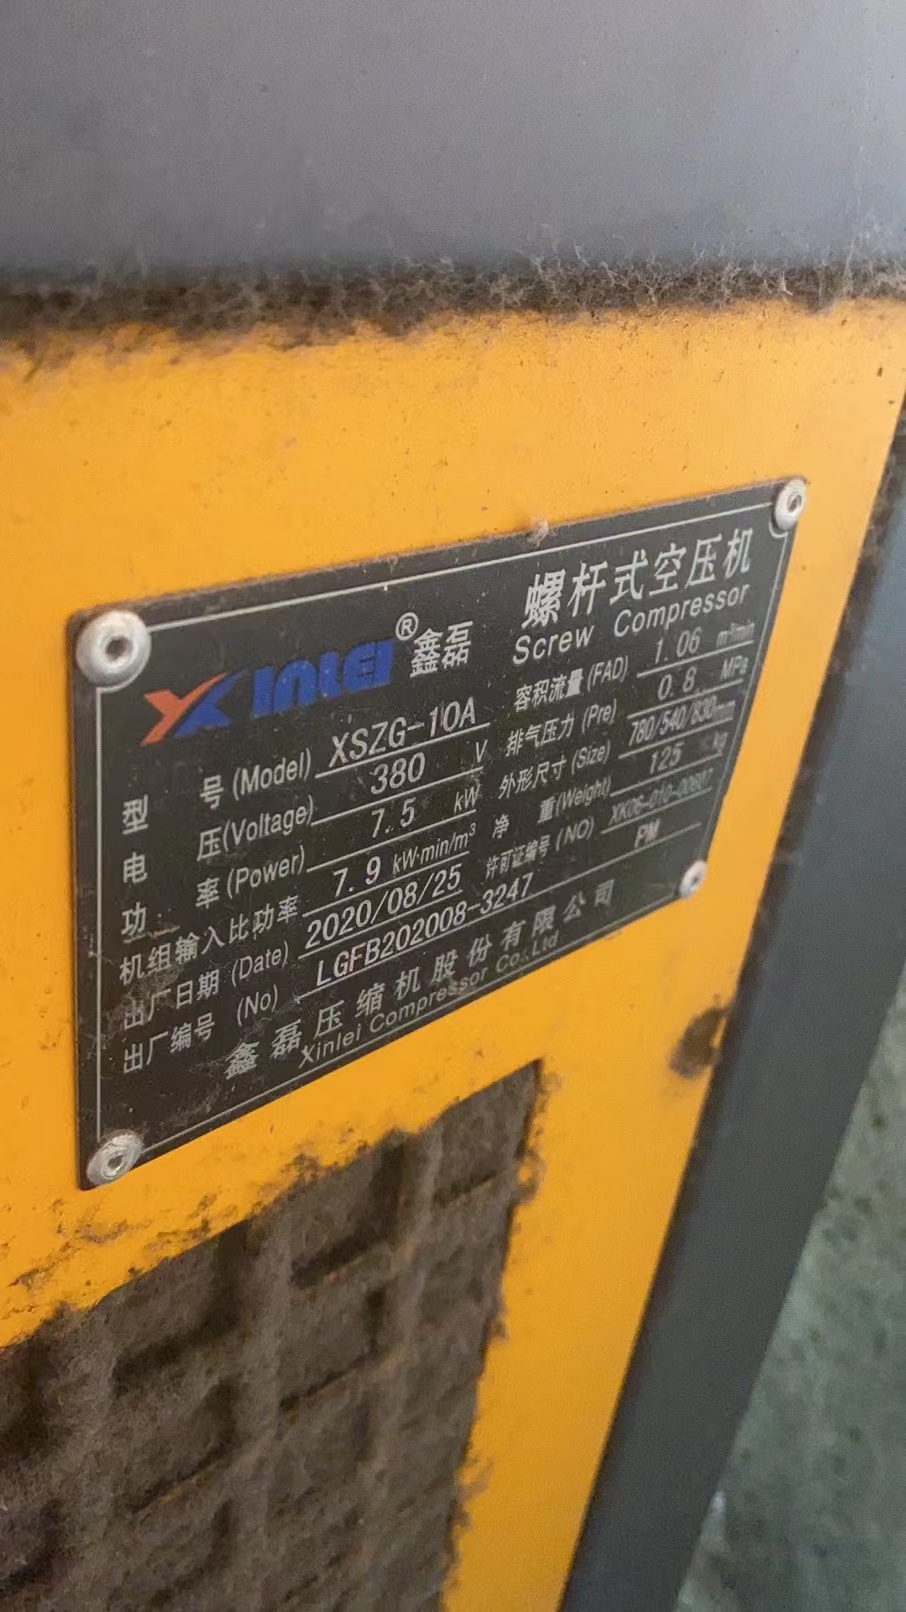 XINLEI® 鑫磊
螺杆式空压机
Screw Compressor
型 号(Model) XSZG-10A
容积流量(FAD) 1.06 m³/min
电 压(Voltage) 380 V
排气压力(Pre) 0.8 MPa
功 率(Power) 7.5 kW
外形尺寸(Size) 780/540/830mm
机组输入比功率 7.9 kW·min/m³
净 重(Weight) 125 kg
出厂日期(Date) 2020/08/25
许可证编号(NO)
出厂编号(No) LGFB202008-3247
PM
鑫磊压缩机股份有限公司
Xinlei Compressor Co.,Ltd